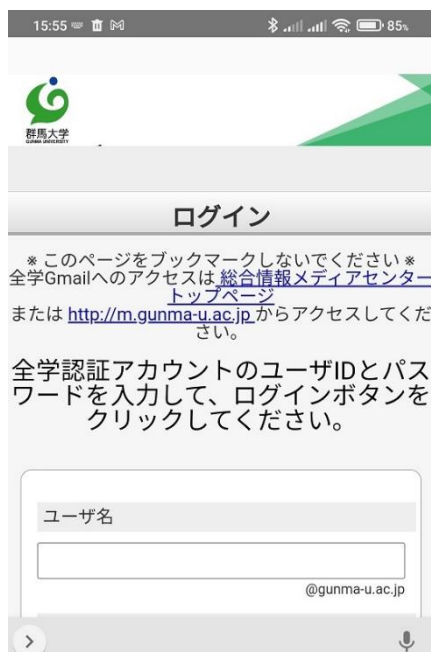 15:55
85%
群馬大学
GUNMA UNIVERSITY
ログイン
※ このページをブックマークしないでください ※
全学Gmailへのアクセスは 総合情報メディアセンター
トップページ
または http://m.gunma-u.ac.jp からアクセスしてくだ
さい。
全学認証アカウントのユーザIDとパス
ワードを入力して、ログインボタンを
クリックしてください。
ユーザ名
@gunma-u.ac.jp